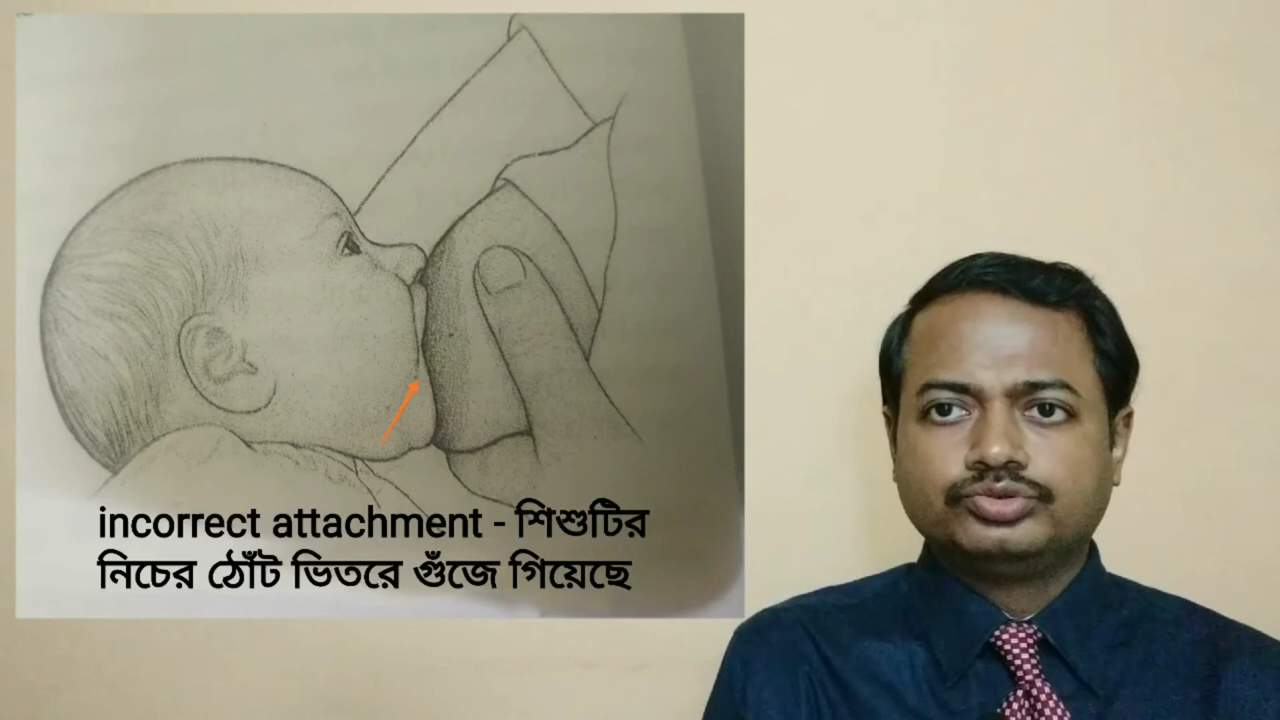 incorrect attachment - শিশুটির
নিচের ঠোঁট ভিতরে গুঁজে গিয়েছে